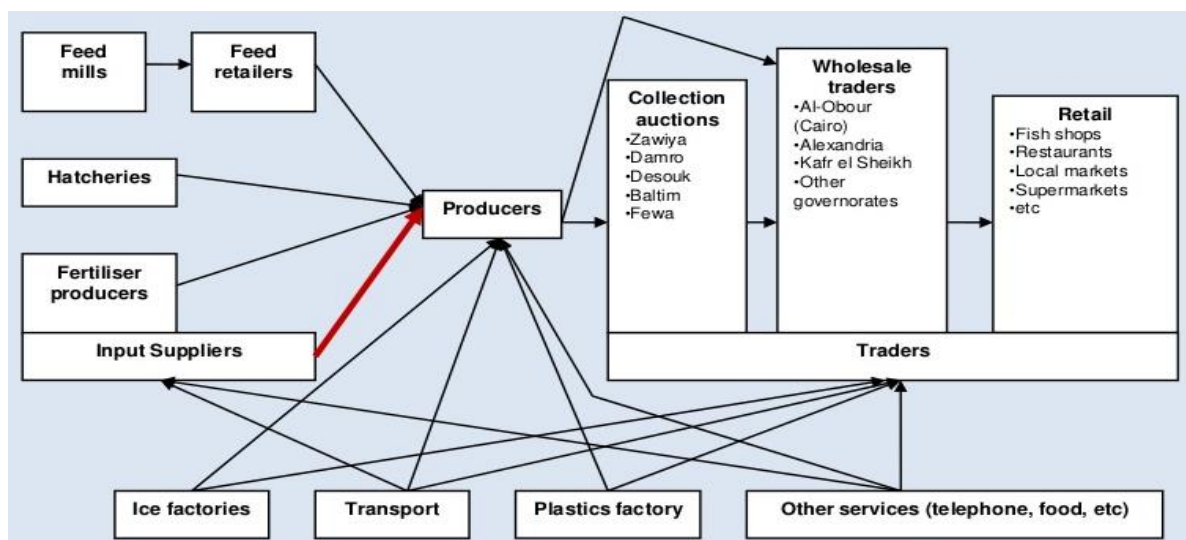 Feed
mills
Feed
retailers
Hatcheries
Fertiliser
producers
Input Suppliers
Producers
Collection
auctions
•Zawiya
•Damro
•Desouk
•Baltim
•Fewa
Wholesale
traders
•Al-Obour
(Cairo)
•Alexandria
•Kafr el Sheikh
•Other
governorates
Retail
•Fish shops
•Restaurants
•Local markets
•Supermarkets
•etc
Traders
Ice factories
Transport
Plastics factory
Other services (telephone, food, etc)